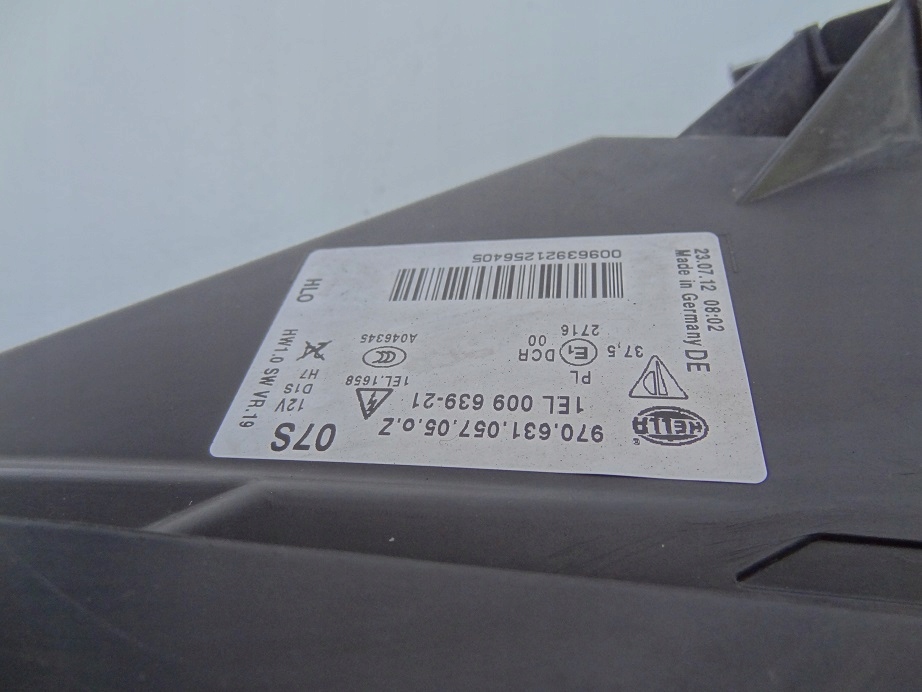 HELLA
®
970.631.057.05.o.Z
07S
1EL 009 639-21
12V
D1S
H7
PL
1EL.1658
HW1.0 SW VR.19
37,5
E1
DCR
00
2716
CCC
A046345
DE
Made in Germany
23.07.12 08:02
00963921256405
HLO